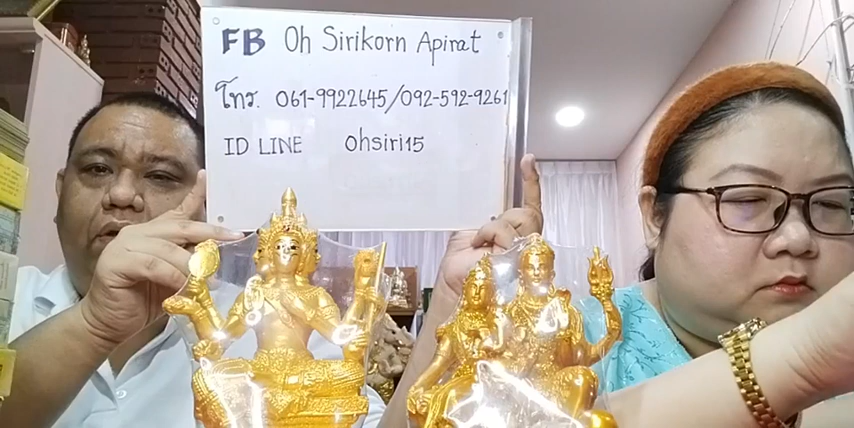 FB Oh Sirikorn Apirat
โทร. 061-9922645/092-592-9261
ID LINE ohsiri15